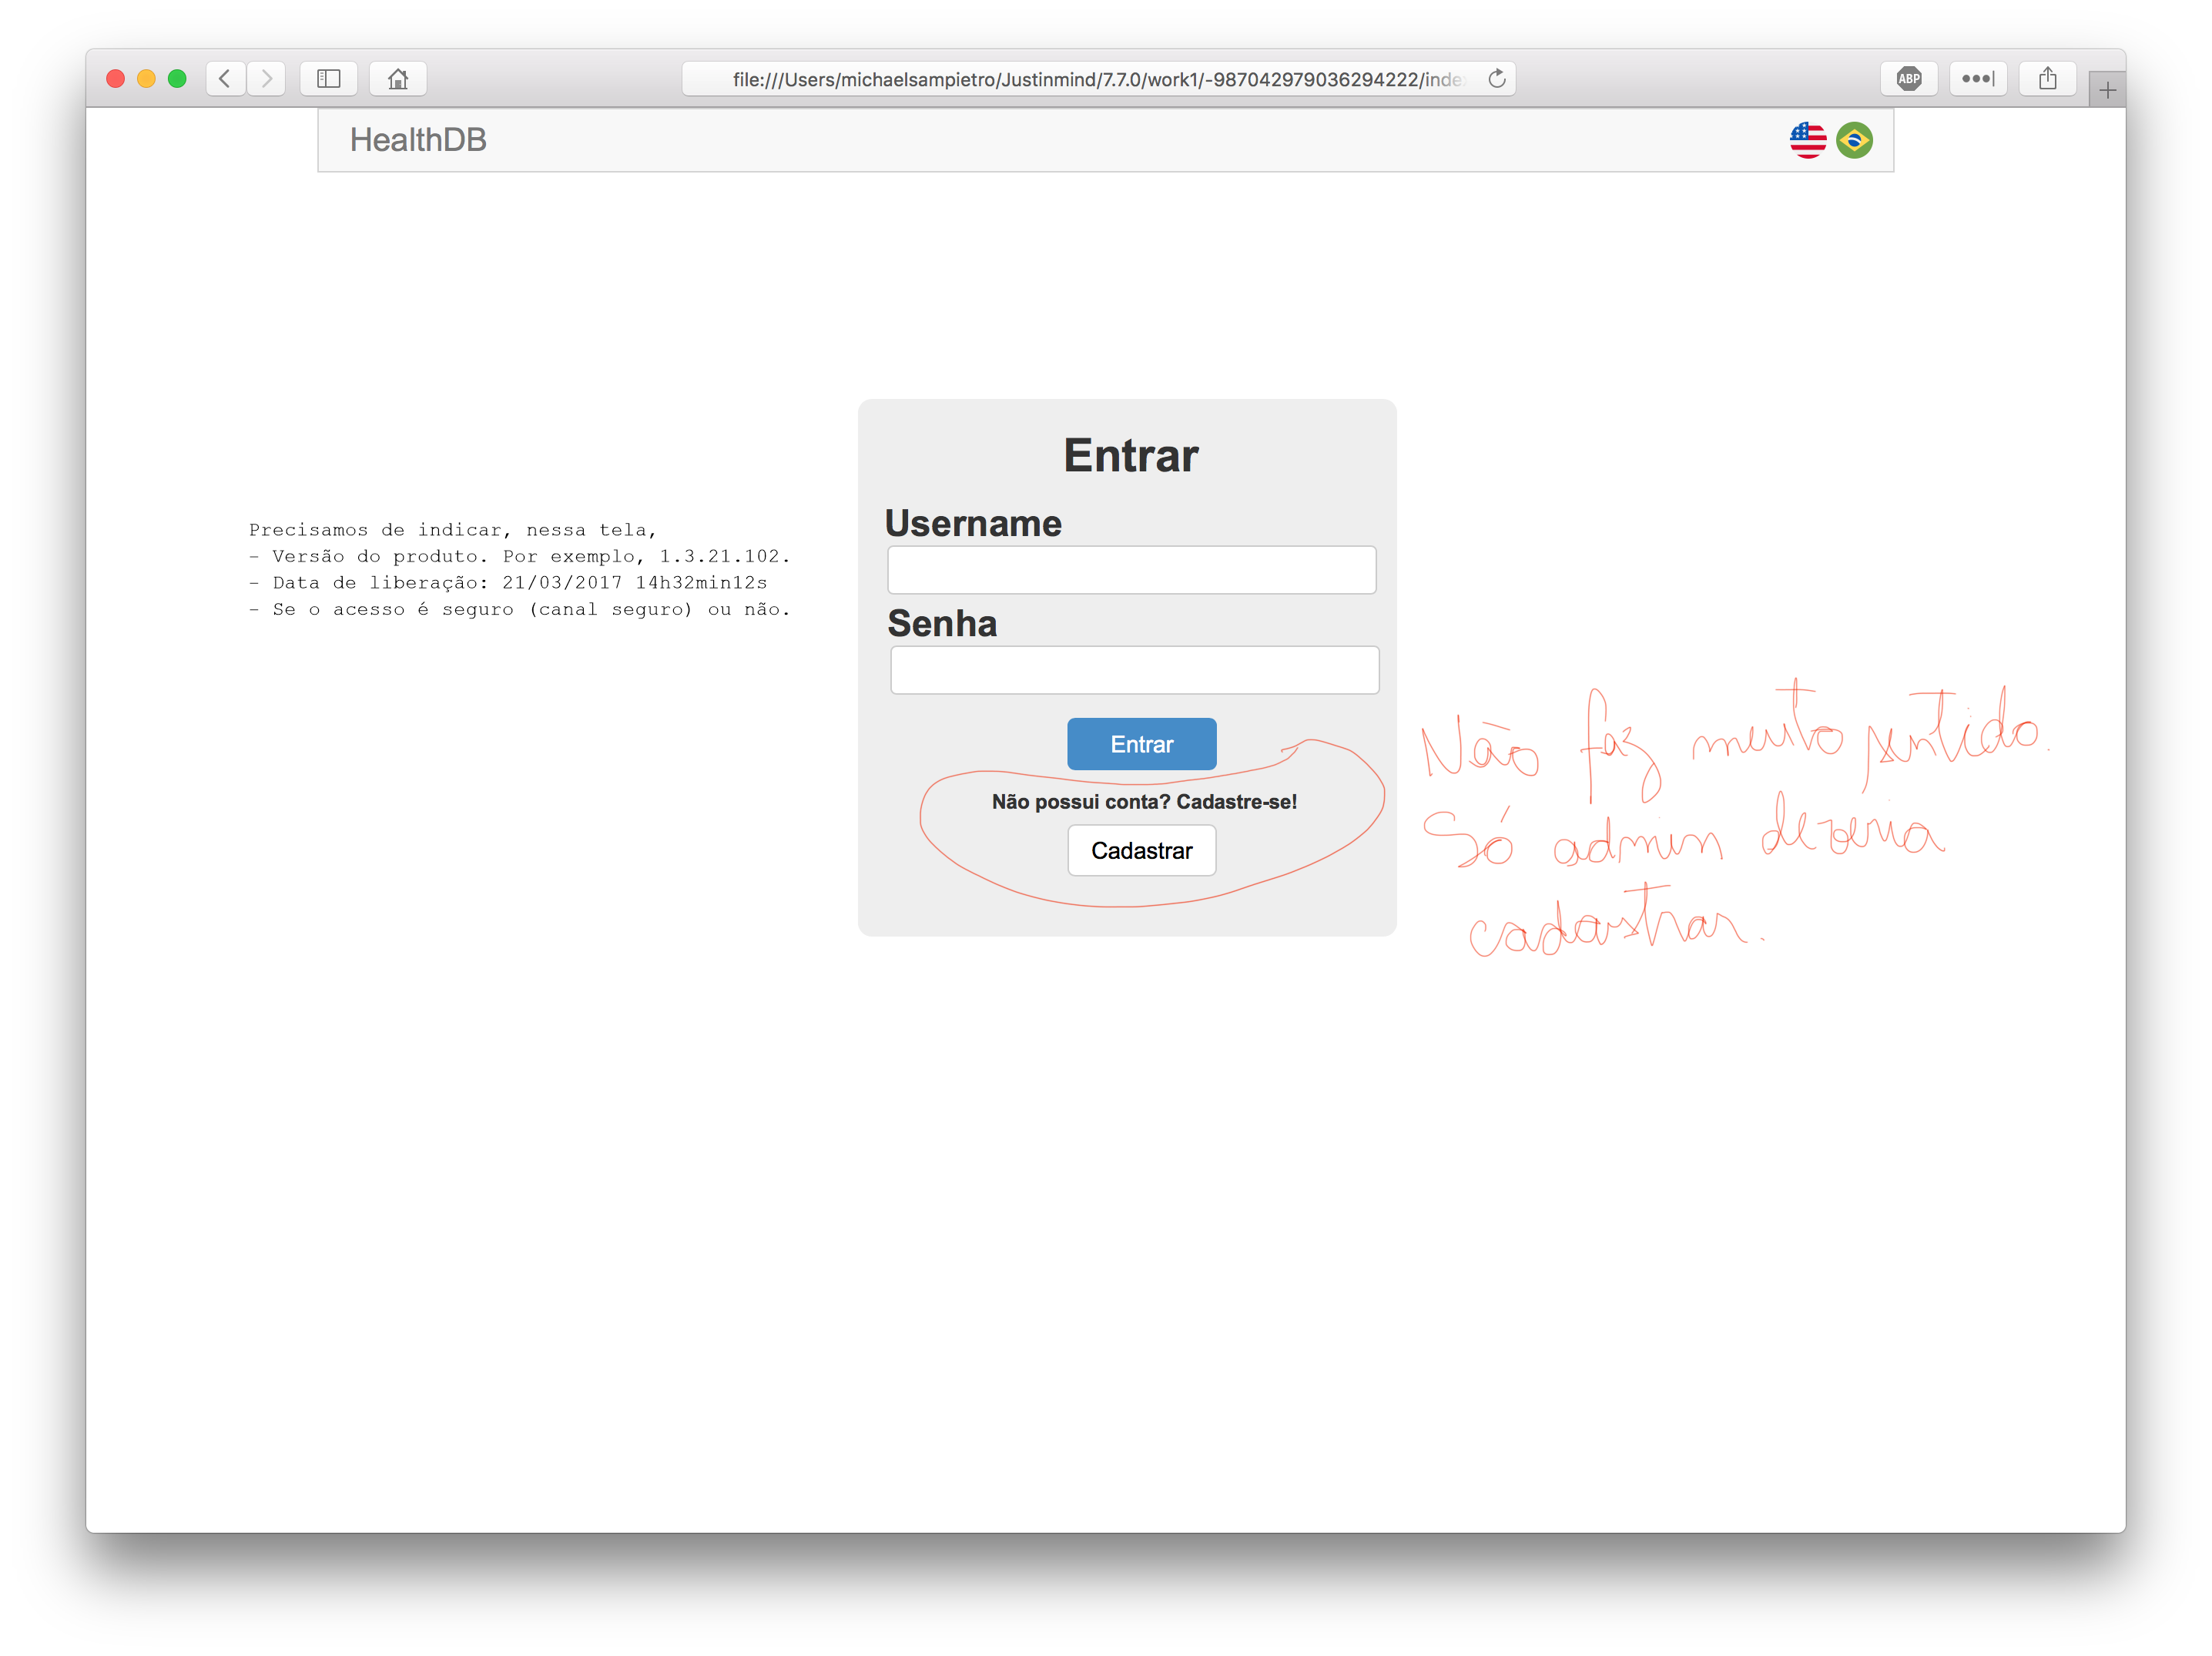 file:///Users/michaelsampietro/Justinmind/7.7.0/work1/-987042979036294222/inde
ABP
HealthDB
Entrar
Username
Precisamos de indicar, nessa tela,
- Versão do produto. Por exemplo, 1.3.21.102.
- Data de liberação: 21/03/2017 14h32min12s
- Se o acesso é seguro (canal seguro) ou não.
Senha
Entrar
Não possui conta? Cadastre-se!
Cadastrar
Não faz muito sentido.
Só admin deveria
cadastrar.